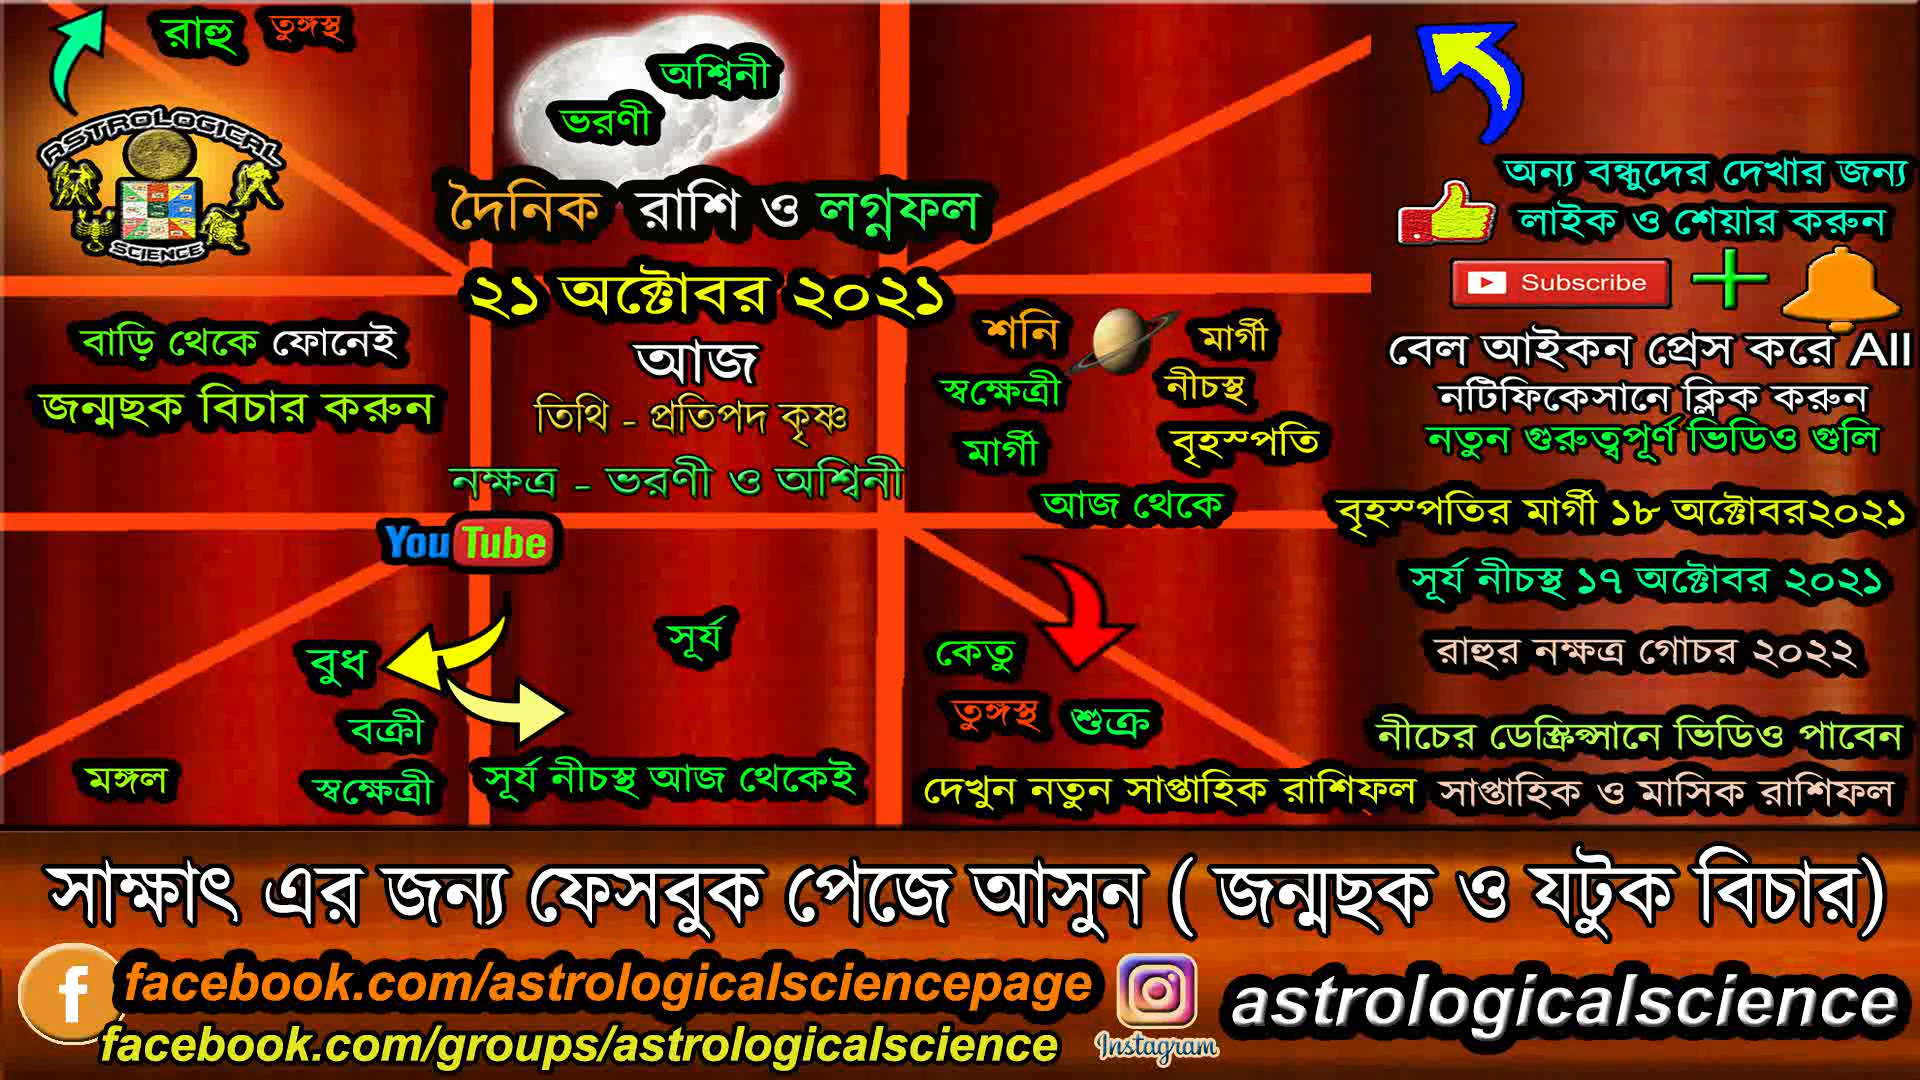 রাহু তুঙ্গস্থ
অশ্বিনী
ভরণী
ASTROLOGICAL
SCIENCE
দৈনিক রাশি ও লগ্নফল
২১ অক্টোবর ২০২১
আজ
তিথি - প্রতিপদ কৃষ্ণ
নক্ষত্র - ভরণী ও অশ্বিনী
বাড়ি থেকে ফোনেই
জন্মছক বিচার করুন
শনি মার্গী
স্বক্ষেত্রী নীচস্থ
মার্গী বৃহস্পতি
আজ থেকে
YouTube
বুধ
বক্রী
স্বক্ষেত্রী
মঙ্গল
সূর্য
সূর্য নীচস্থ আজ থেকেই
কেতু
তুঙ্গস্থ শুক্র
দেখুন নতুন সাপ্তাহিক রাশিফল
অন্য বন্ধুদের দেখার জন্য
লাইক ও শেয়ার করুন
Subscribe
বেল আইকন প্রেস করে All
নটিফিকেসানে ক্লিক করুন
নতুন গুরুত্বপূর্ণ ভিডিও গুলি
বৃহস্পতির মার্গী ১৮ অক্টোবর২০২১
সূর্য নীচস্থ ১৭ অক্টোবর ২০২১
রাহুর নক্ষত্র গোচর ২০২২
নীচের ডেস্ক্রিপ্সানে ভিডিও পাবেন
সাপ্তাহিক ও মাসিক রাশিফল
সাক্ষাৎ এর জন্য ফেসবুক পেজে আসুন ( জন্মছক ও যটুক বিচার)
facebook.com/astrologicalsciencepage
facebook.com/groups/astrologicalscience
Instagram
astrologicalscience